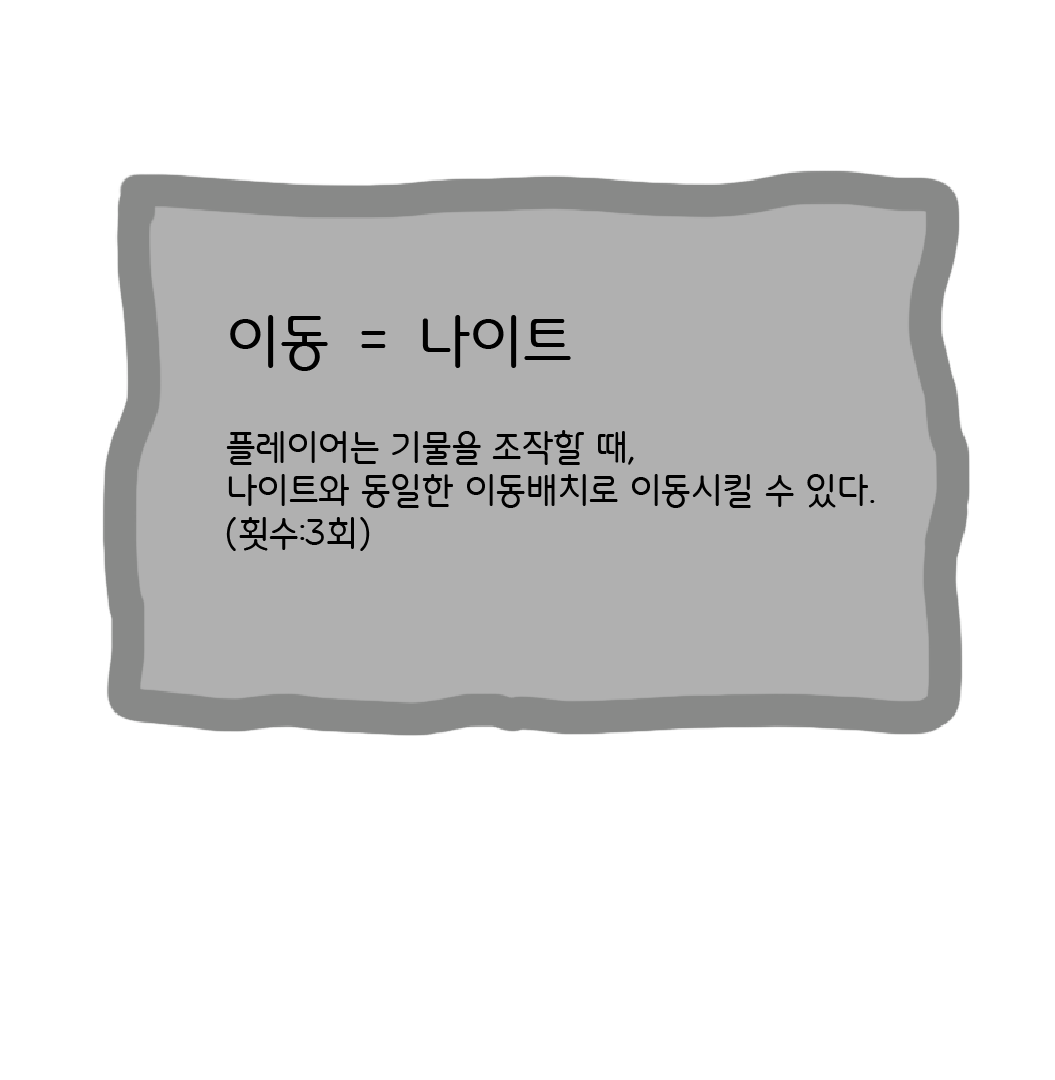 이동 = 나이트
플레이어는 기물을 조작할 때,
나이트와 동일한 이동배치로 이동시킬 수 있다.
(횟수:3회)